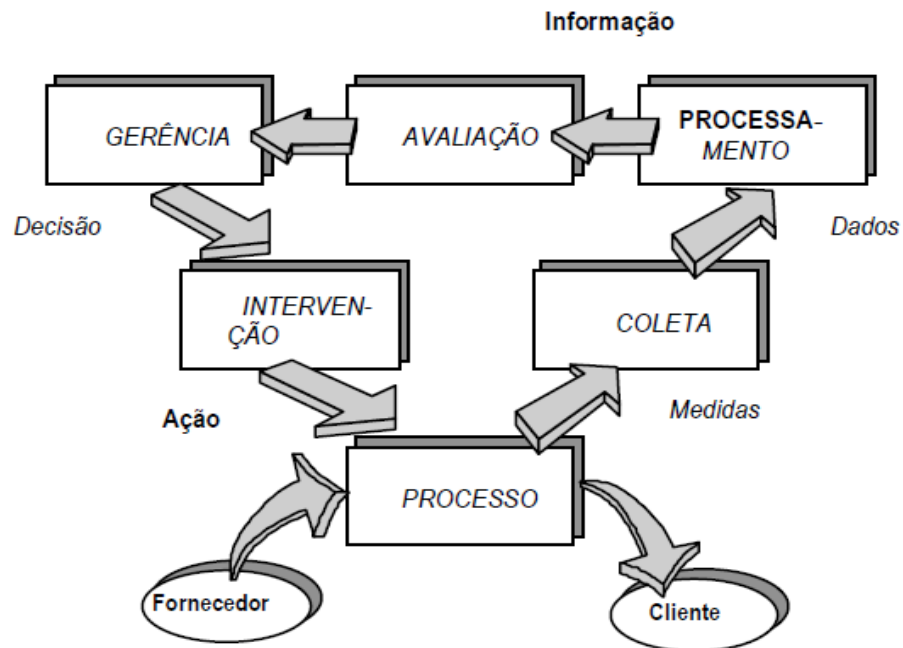 Informação
GERÊNCIA
AVALIAÇÃO
PROCESSA-
MENTO
Decisão
Dados
INTERVEN-
ÇÃO
COLETA
Ação
Medidas
PROCESSO
Fornecedor
Cliente